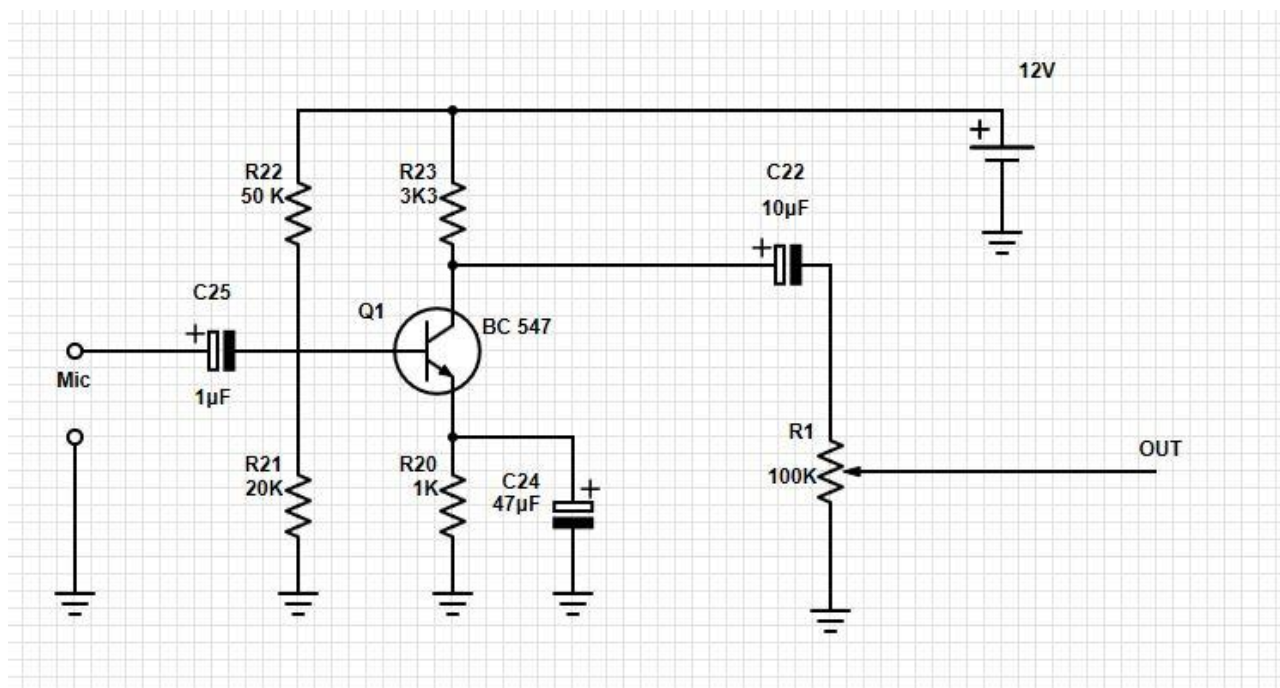 12V
R22
50 K
R23
3K3
C22
10µF
+
+
C25
+
1µF
Mic
Q1
BC 547
R21
20K
R20
1K
C24
47µF
+
R1
100K
OUT